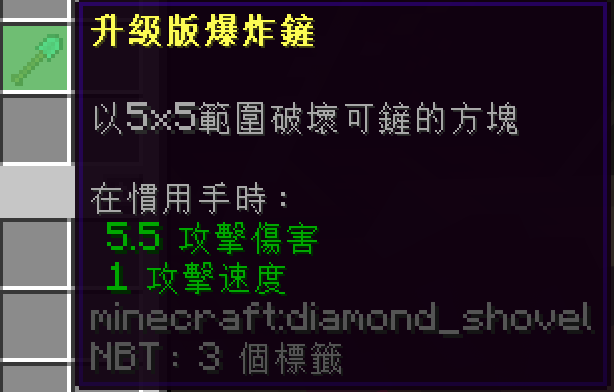 升级版爆炸鏟
以5x5範圍破壞可鏟的方塊
在慣用手時：
5.5 攻擊傷害
1 攻擊速度
minecraft:diamond_shovel
NBT：3 個標籤